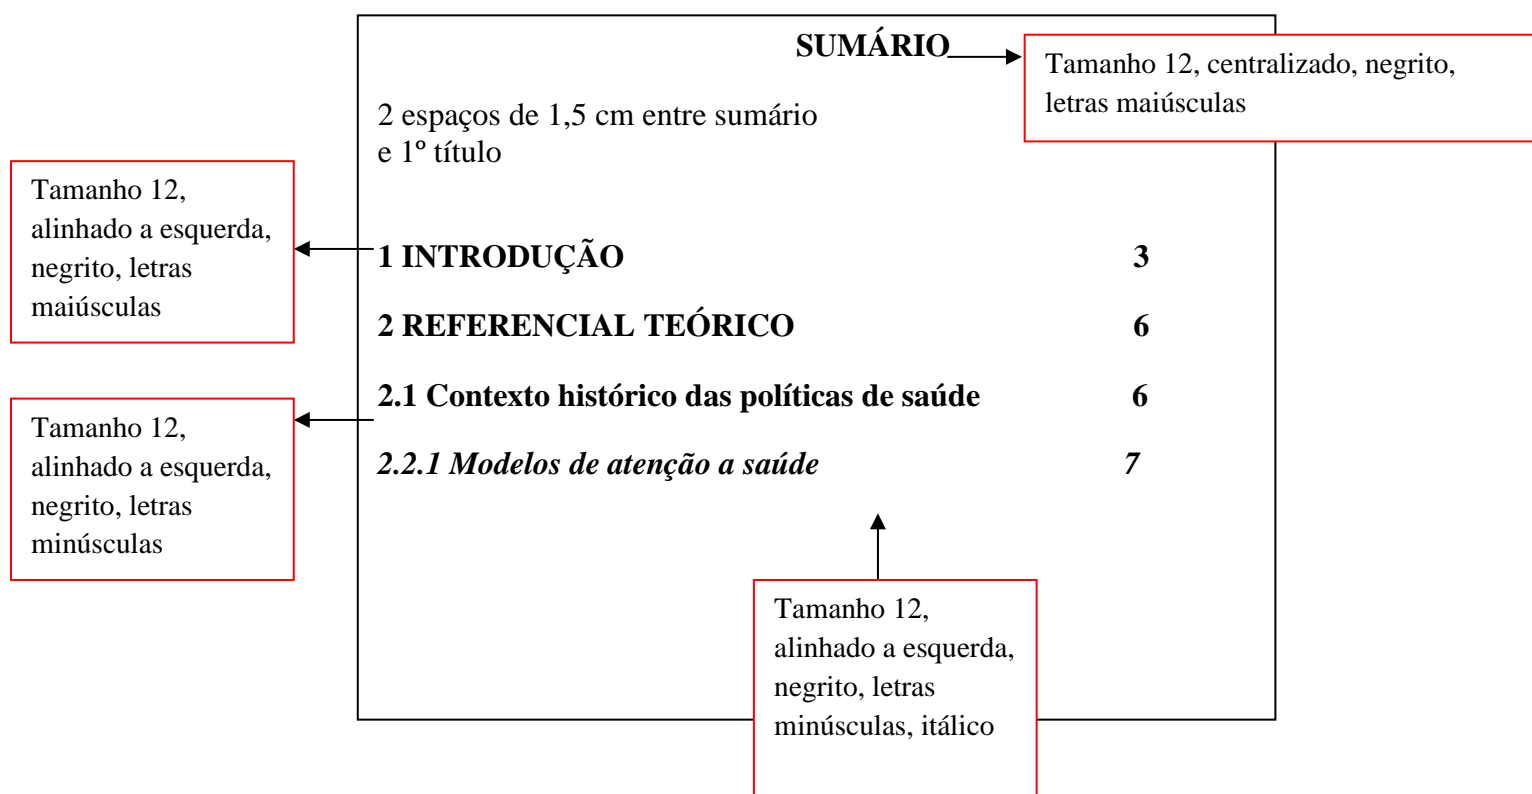 SUMÁRIO
Tamanho 12, centralizado, negrito,
letras maiúsculas
2 espaços de 1,5 cm entre sumário
e 1º título
Tamanho 12,
alinhado a esquerda,
negrito, letras
maiúsculas
1 INTRODUÇÃO 3
2 REFERENCIAL TEÓRICO 6
2.1 Contexto histórico das políticas de saúde 6
Tamanho 12,
alinhado a esquerda,
negrito, letras
minúsculas
2.2.1 Modelos de atenção a saúde 7
Tamanho 12,
alinhado a esquerda,
negrito, letras
minúsculas, itálico